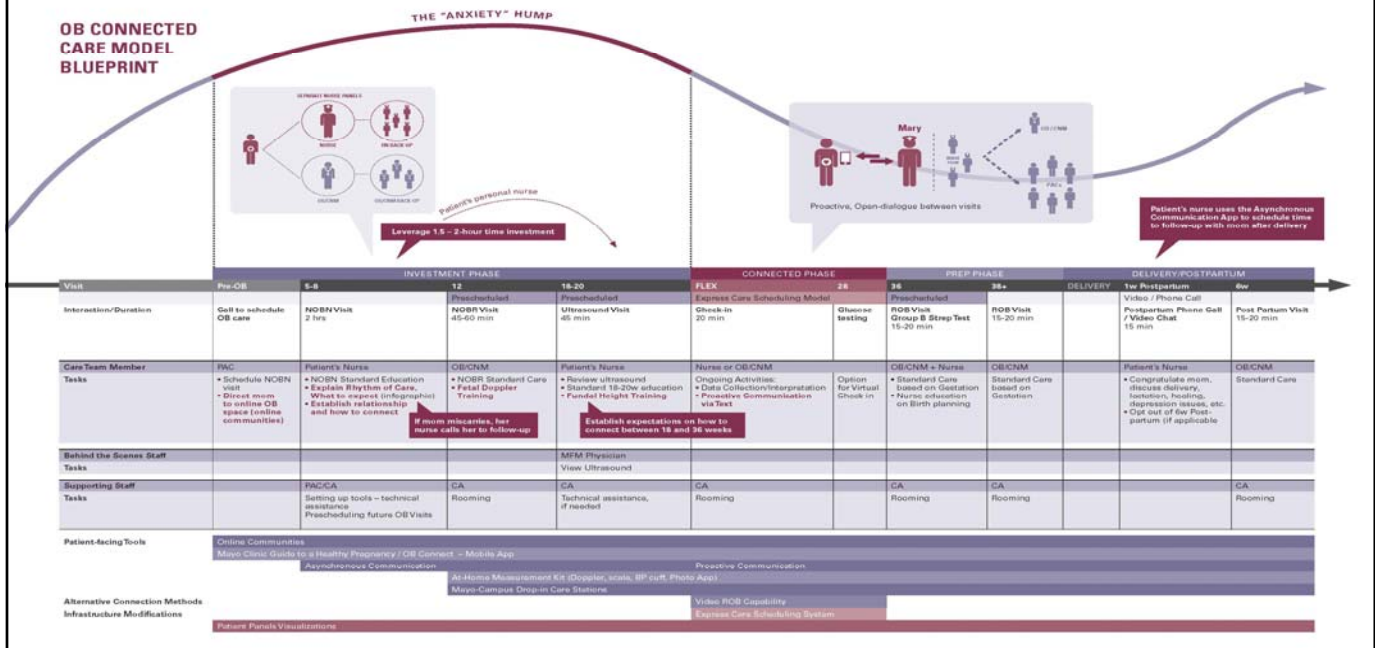 OB CONNECTED
CARE MODEL
BLUEPRINT
THE "ANXIETY" HUMP
SEPARATE NURSE PANELS
NURSE
RN BACK UP
OB/CNM
OB/CNM BACK UP
Patient's personal nurse
Leverage 1.5 – 2-hour time investment
Mary
OB/CNM
PACs
Proactive, Open-dialogue between visits
Patient's nurse uses the Asynchronous
Communication App to schedule time
to follow-up with mom after delivery
INVESTMENT PHASE
CONNECTED PHASE
PREP PHASE
DELIVERY/POSTPARTUM
Visit
Pre-OB
5-8
12
18-20
FLEX
28
36
38+
DELIVERY
1w Postpartum
6w
Prescheduled
Prescheduled
Express Care Scheduling Model
Prescheduled
Video / Phone Call
Interaction/Duration
Call to schedule
OB care
NOBN Visit
2 hrs
NOBR Visit
45-60 min
Ultrasound Visit
45 min
Check-in
20 min
Glucose
testing
ROB Visit
Group B Strep Test
15-20 min
ROB Visit
15-20 min
Postpartum Phone Call
/ Video Chat
15 min
Post Partum Visit
15-20 min
Care Team Member
PAC
Patient's Nurse
OB/CNM
Patient's Nurse
Nurse or OB/CNM
OB/CNM + Nurse
OB/CNM
Patient's Nurse
OB/CNM
Tasks
• Schedule NOBN
visit
• Direct mom
to online OB
space (online
communities)
• NOBN Standard Education
• Explain Rhythm of Care,
What to expect (infographic)
• Establish relationship
and how to connect
• NOBR Standard Care
• Fetal Doppler
Training
If mom miscarries, her
nurse calls her to follow-up
• Review ultrasound
• Standard 18-20w education
• Fundal Height Training
Establish expectations on how to
connect between 18 and 36 weeks
Ongoing Activities:
• Data Collection/Interpretation
• Proactive Communication
via Text
Option
for Virtual
Check in
• Standard Care
based on Gestation
• Nurse education
on Birth planning
Standard Care
based on
Gestation
• Congratulate mom,
discuss delivery,
lactation, healing,
depression issues, etc.
• Opt out of 6w Post-
partum (if applicable
Standard Care
Behind the Scenes Staff
MFM Physician
Tasks
View Ultrasound
Supporting Staff
PAC/CA
CA
CA
CA
CA
CA
CA
Tasks
Setting up tools – technical
assistance
Prescheduling future OB Visits
Rooming
Technical assistance,
if needed
Rooming
Rooming
Rooming
Rooming
Patient-facing Tools
Online Communities
Mayo Clinic Guide to a Healthy Pregnancy / OB Connect – Mobile App
Asynchronous Communication
Proactive Communication
At-Home Measurement Kit (Doppler, scale, BP cuff, Photo App)
Mayo-Campus Drop-in Care Stations
Alternative Connection Methods
Video ROB Capability
Infrastructure Modifications
Express Care Scheduling System
Patient Panels Visualizations